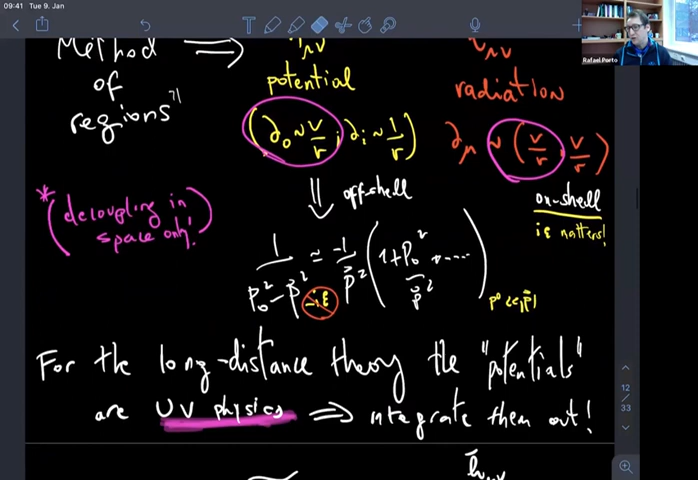 09:41 Tue 9. Jan
Rafael Porto
Method
of
regions"
potential
radiation
(∂₀ ~ v/r, ∂ᵢ ~ 1/r)
∂μ ~ (v/r, v/r)
off-shell
on-shell
iε matters!
* (decoupling in
space only!)
1/(p₀² - p⃗² - iε) ≃ -1/p⃗² (1 + p₀²/p⃗² + ....)
p⁰ << |p⃗|
For the long-distance theory the "potentials"
are UV physics ⇒ integrate them out!
12
/
33